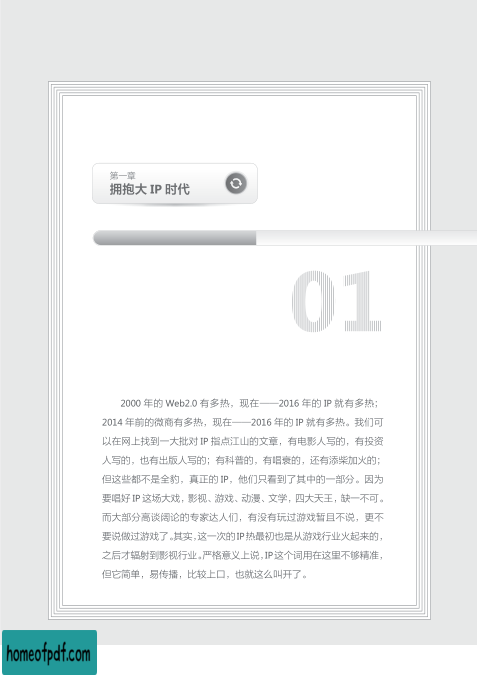 第一章
拥抱大 IP 时代
01
2000 年的 Web2.0 有多热，现在——2016 年的 IP 就有多热；
2014 年前的微商有多热，现在——2016 年的 IP 就有多热。我们可
以在网上找到一大批对 IP 指点江山的文章，有电影人写的，有投资
人写的，也有出版人写的；有科普的，有唱衰的，还有添柴加火的；
但这些都不是全豹，真正的 IP，他们只看到了其中的一部分。因为
要唱好 IP 这场大戏，影视、游戏、动漫、文学，四大天王，缺一不可。
而大部分高谈阔论的专家达人们，有没有玩过游戏暂且不说，更不
要说做过游戏了。其实，这一次的 IP 热最初也是从游戏行业火起来的，
之后才辐射到影视行业。严格意义上说，IP 这个词用在这里不够精准，
但它简单，易传播，比较上口，也就这么叫开了。
homeofpdf.com